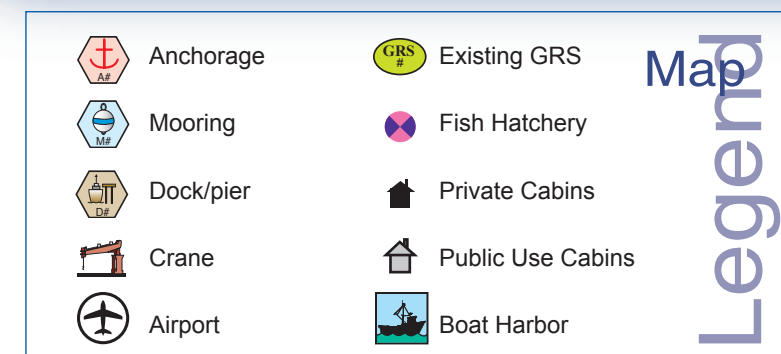 Map
Legend
A#
Anchorage
GRS
#
Existing GRS
M#
Mooring
Fish Hatchery
D#
Dock/pier
Private Cabins
Crane
Public Use Cabins
Airport
Boat Harbor